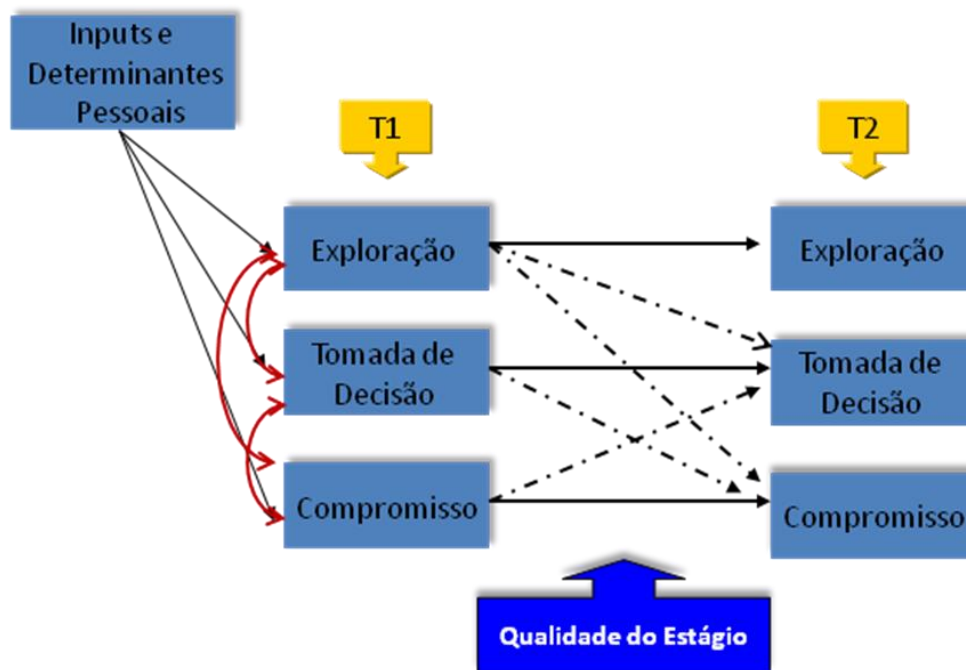 Inputs e
Determinantes
Pessoais
T1
T2
Exploração
Exploração
Tomada de
Decisão
Tomada de
Decisão
Compromisso
Compromisso
Qualidade do Estágio